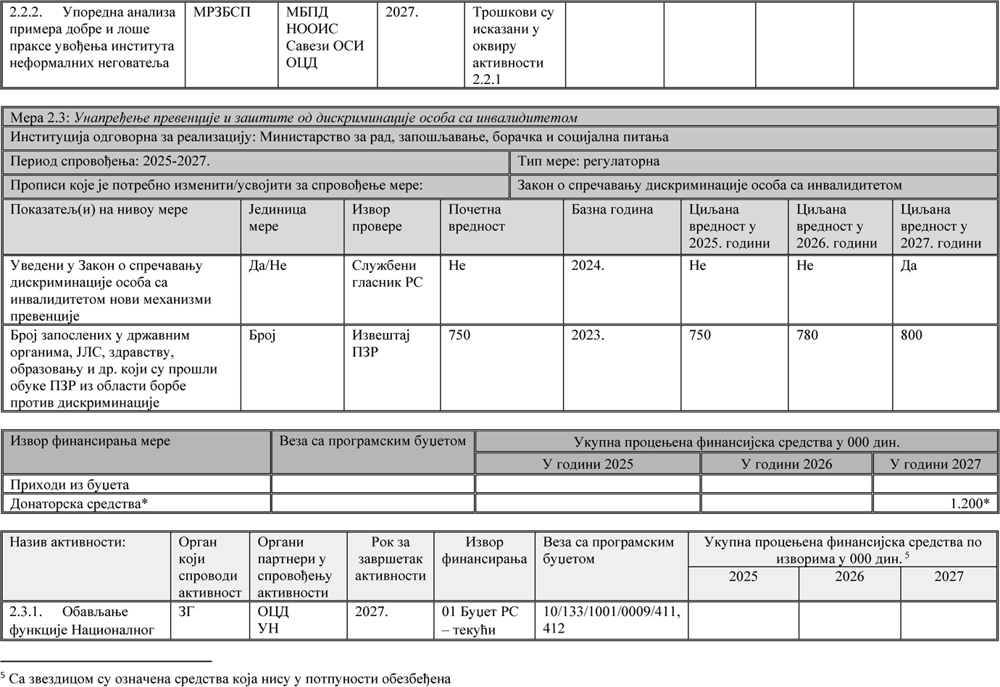 2.2.2. Упоредна анализа примера добре и лоше праксе увођења института неформалних неговатеља
МРЗБСП
МБПД
НООИС
Савези ОСИ
ОЦД
2027.
Трошкови су исказани у оквиру активности 2.2.1
Мера 2.3: Унапређење превенције и заштите од дискриминације особа са инвалидитетом
Институција одговорна за реализацију: Министарство за рад, запошљавање, борачка и социјална питања
Период спровођења: 2025-2027.
Тип мере: регулаторна
Прописи које је потребно изменити/усвојити за спровођење мере:
Закон о спречавању дискриминације особа са инвалидитетом
Показатељ(и) на нивоу мере
Јединица мере
Извор провере
Почетна вредност
Базна година
Циљана вредност у 2025. години
Циљана вредност у 2026. години
Циљана вредност у 2027. години
Уведени у Закон о спречавању дискриминације особа са инвалидитетом нови механизми превенције
Да/Не
Службени гласник РС
Не
2024.
Не
Не
Да
Број запослених у државним органима, ЈЛС, здравству, образовању и др. који су прошли обуке ПЗР из области борбе против дискриминације
Број
Извештај ПЗР
750
2023.
750
780
800
Извор финансирања мере
Веза са програмским буџетом
Укупна процењена финансијска средства у 000 дин.
У години 2025
У години 2026
У години 2027
Приходи из буџета
Донаторска средства*
1.200*
Назив активности:
Орган који спроводи активност
Органи партнери у спровођењу активности
Рок за завршетак активности
Извор финансирања
Веза са програмским буџетом
Укупна процењена финансијска средства по изворима у 000 дин. 5
2025
2026
2027
2.3.1. Обављање функције Националног
ЗГ
ОЦД
УН
2027.
01 Буџет РС – текући
10/133/1001/0009/411, 412
5 Са звездицом су означена средства која нису у потпуности обезбеђена